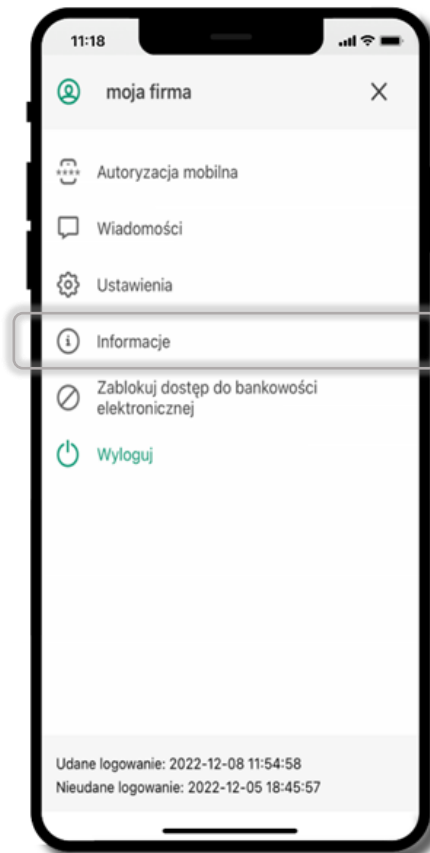 11:18
moja firma
Autoryzacja mobilna
Wiadomości
Ustawienia
Informacje
Zablokuj dostęp do bankowości
elektronicznej
Wyloguj
Udane logowanie: 2022-12-08 11:54:58
Nieudane logowanie: 2022-12-05 18:45:57